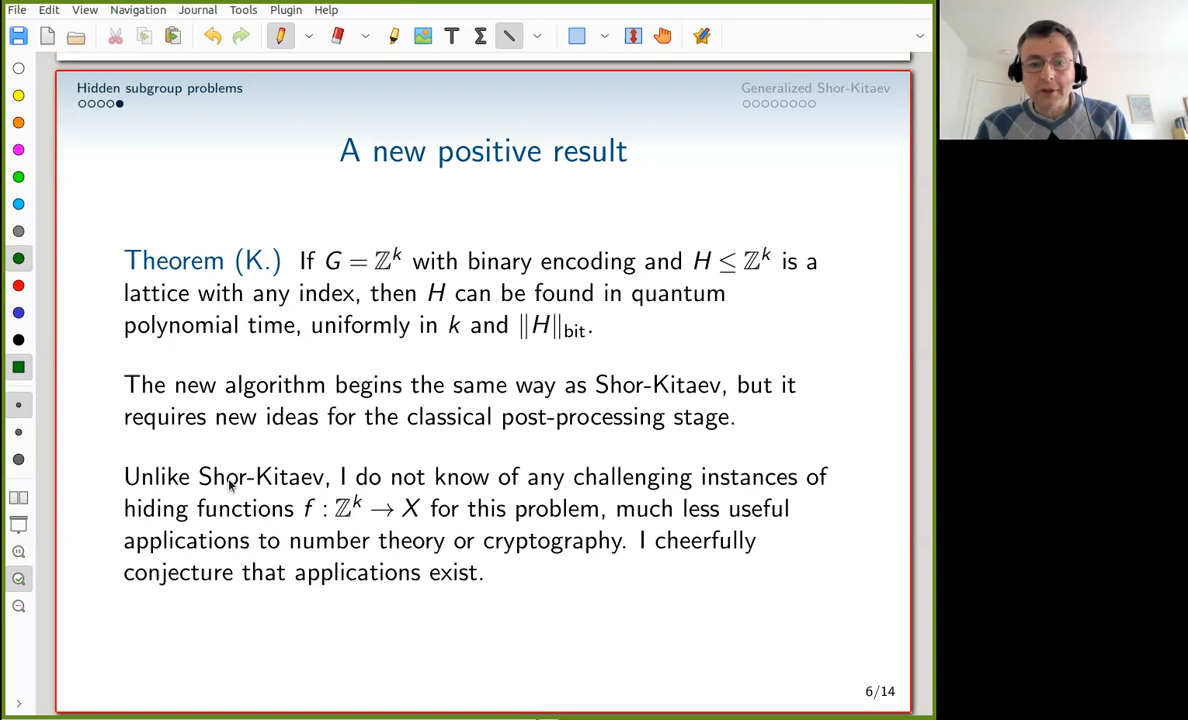 File Edit View Navigation Journal Tools Plugin Help
Hidden subgroup problems
Generalized Shor-Kitaev
A new positive result
Theorem (K.) If G = ℤᵏ with binary encoding and H ≤ ℤᵏ is a
lattice with any index, then H can be found in quantum
polynomial time, uniformly in k and ‖H‖bit.
The new algorithm begins the same way as Shor-Kitaev, but it
requires new ideas for the classical post-processing stage.
Unlike Shor-Kitaev, I do not know of any challenging instances of
hiding functions f : ℤᵏ → X for this problem, much less useful
applications to number theory or cryptography. I cheerfully
conjecture that applications exist.
6/14